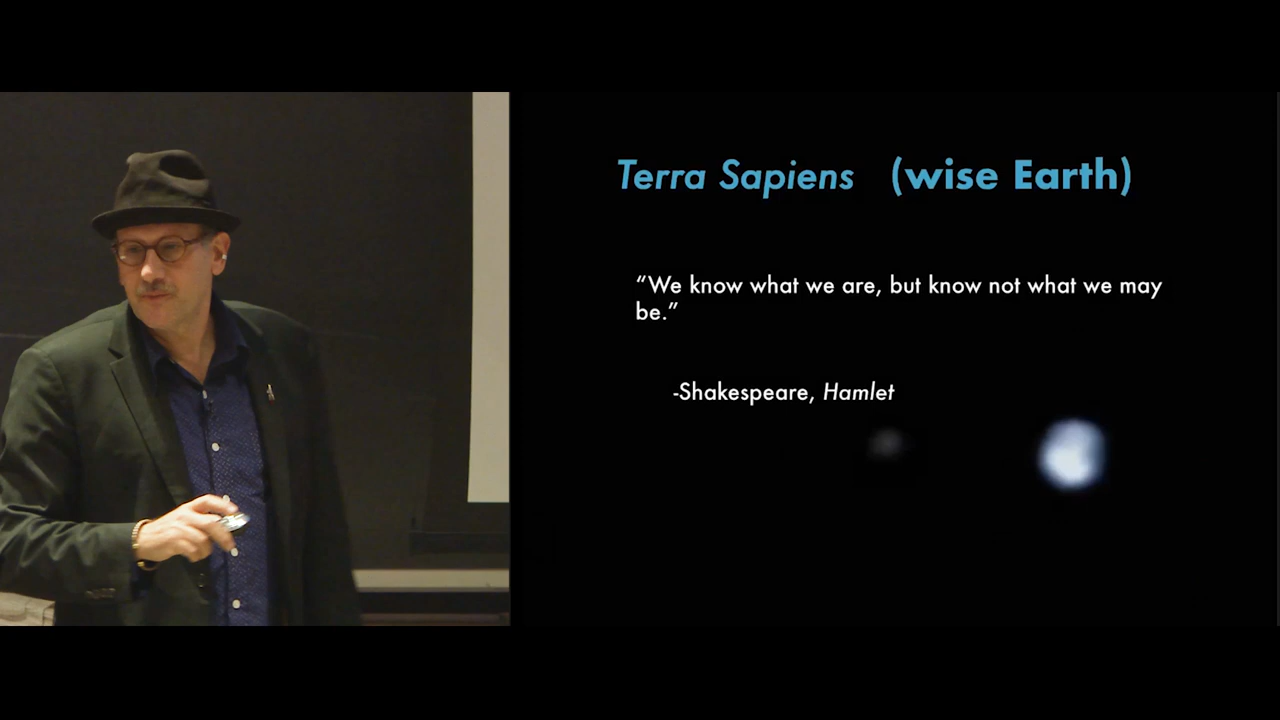 Terra Sapiens (wise Earth)
“We know what we are, but know not what we may
be.”
-Shakespeare, Hamlet